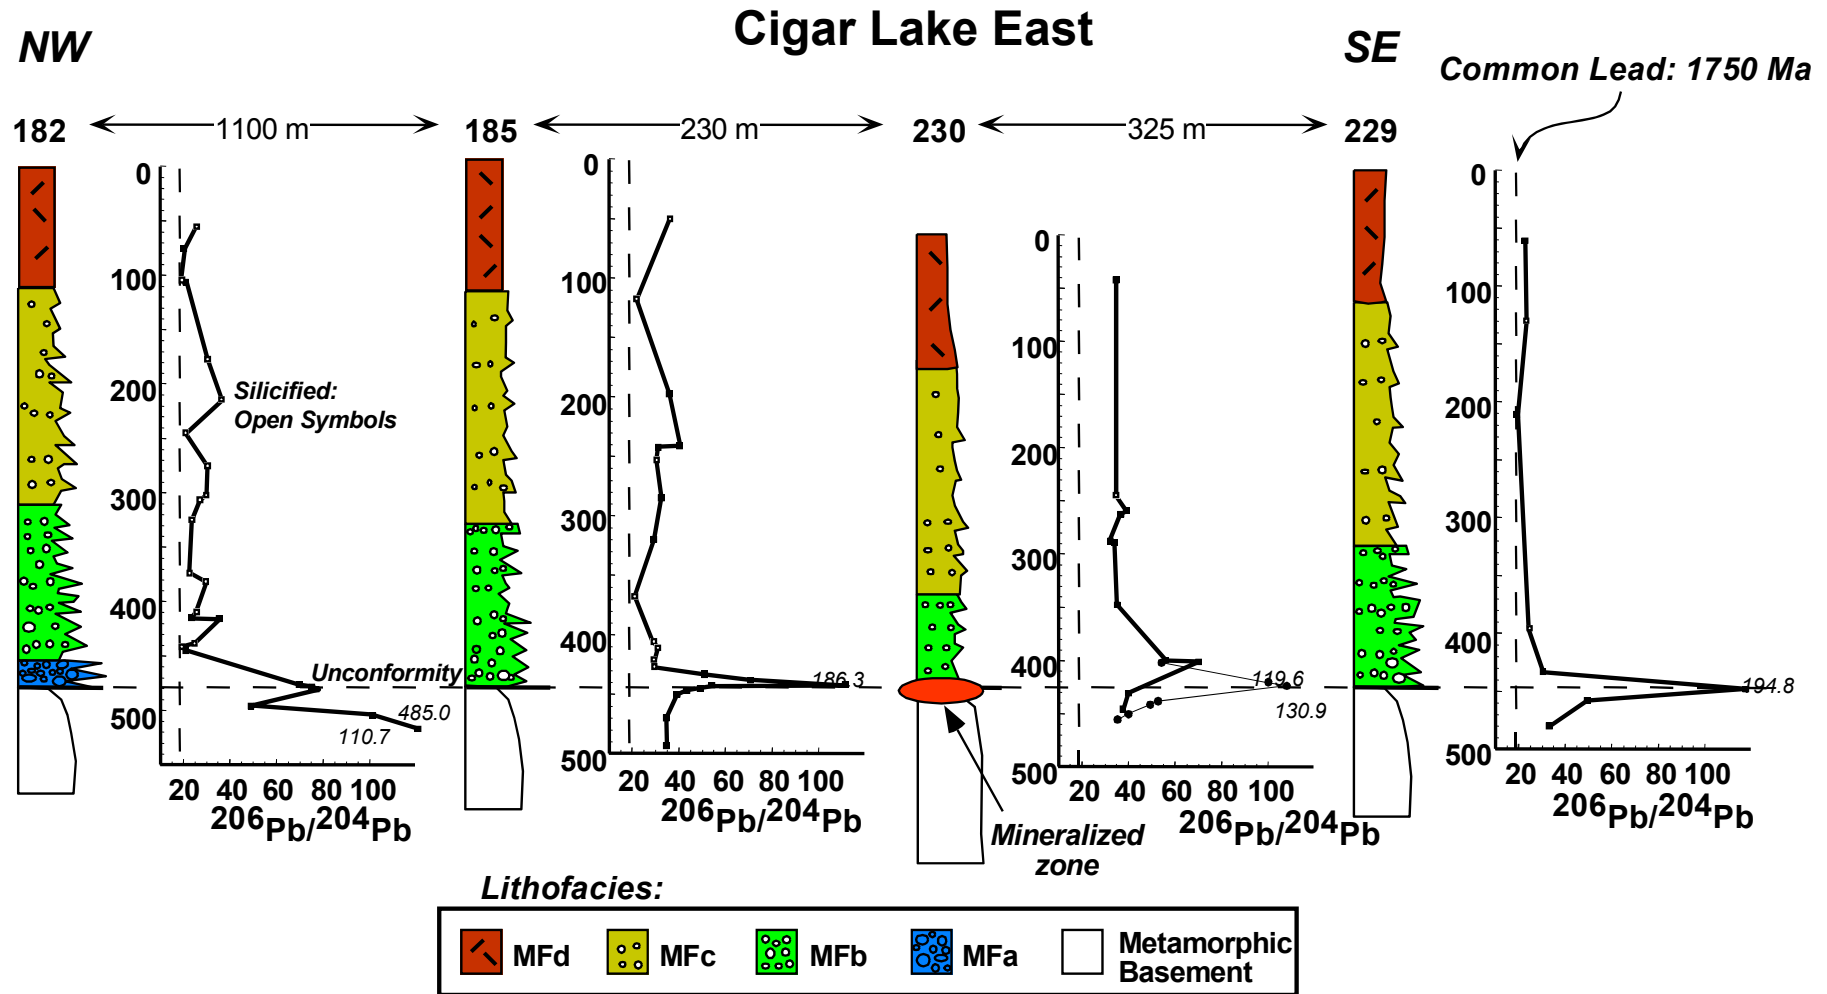 Cigar Lake East
NW
SE
Common Lead: 1750 Ma
182
1100 m
185
230 m
230
325 m
229
0
100
200
300
400
500
20 40 60 80 100
206Pb/204Pb
Silicified:
Open Symbols
Unconformity
485.0
110.7
0
100
200
300
400
500
20 40 60 80 100
206Pb/204Pb
186.3
0
100
200
300
400
500
20 40 60 80 100
206Pb/204Pb
119.6
130.9
Mineralized
zone
0
100
200
300
400
500
20 40 60 80 100
206Pb/204Pb
194.8
Lithofacies:
MFd
MFc
MFb
MFa
Metamorphic
Basement